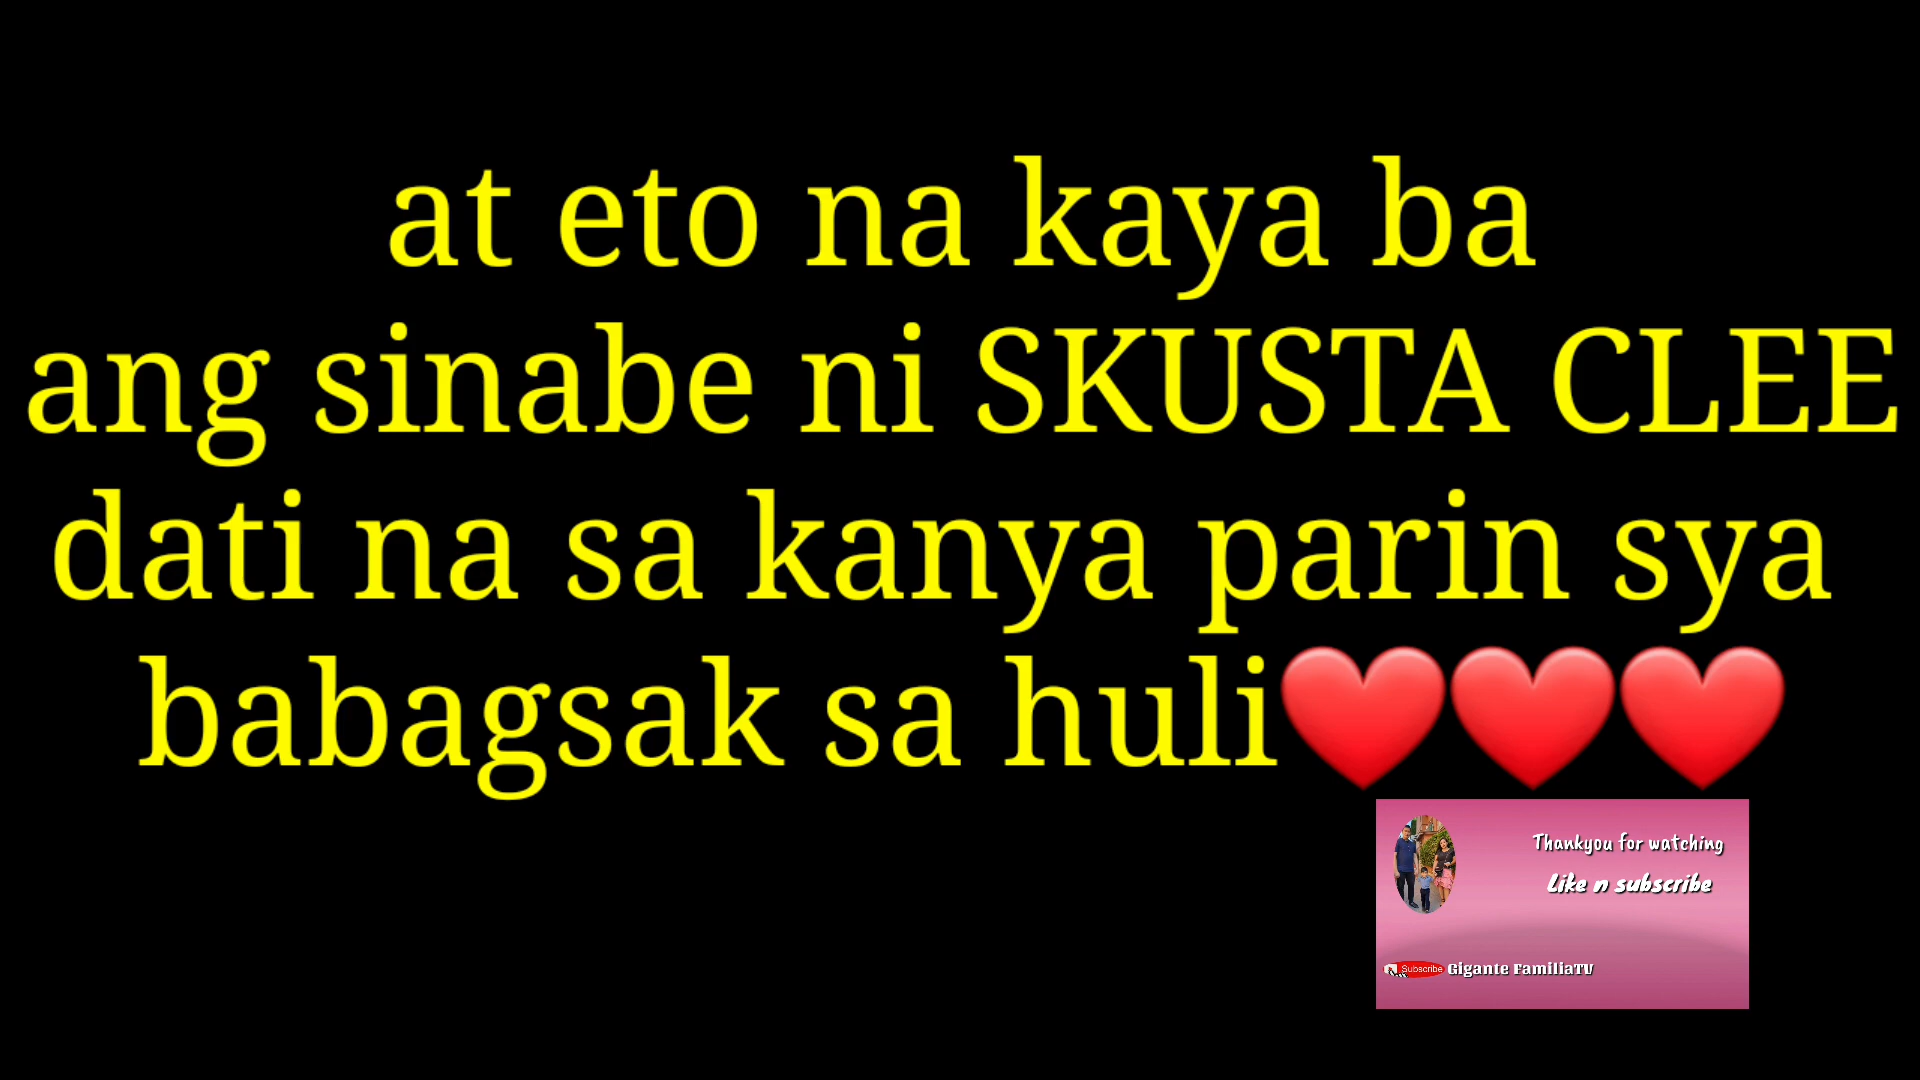 at eto na kaya ba
ang sinabe ni SKUSTA CLEE
dati na sa kanya parin sya
babagsak sa huli❤️❤️❤️
Thankyou for watching
Like n subscribe
Subscribe Gigante FamiliaTV